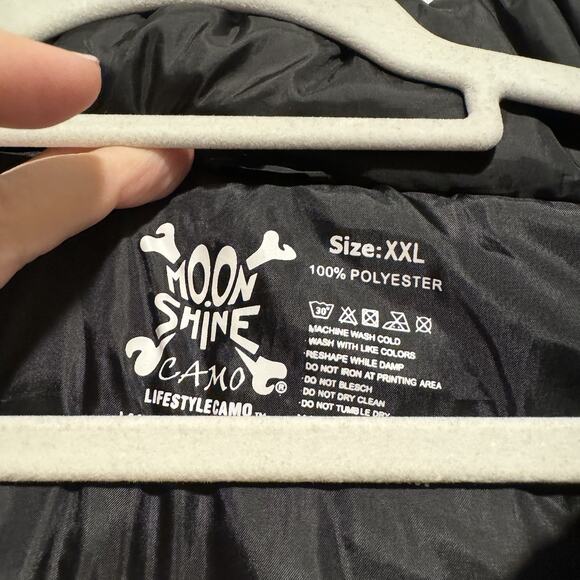 MOON
SHINE
CAMO®
LIFESTYLECAMO™
Size:XXL
100% POLYESTER
30°
MACHINE WASH COLD
WASH WITH LIKE COLORS
RESHAPE WHILE DAMP
DO NOT IRON AT PRINTING AREA
DO NOT BLESCH
DO NOT DRY CLEAN
DO NOT TUMBLE DRY